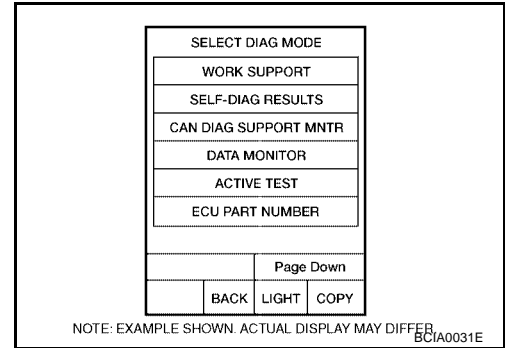 SELECT DIAG MODE
WORK SUPPORT
SELF-DIAG RESULTS
CAN DIAG SUPPORT MNTR
DATA MONITOR
ACTIVE TEST
ECU PART NUMBER
Page Down
BACK LIGHT COPY
NOTE: EXAMPLE SHOWN. ACTUAL DISPLAY MAY DIFFER.
BCIA0031E